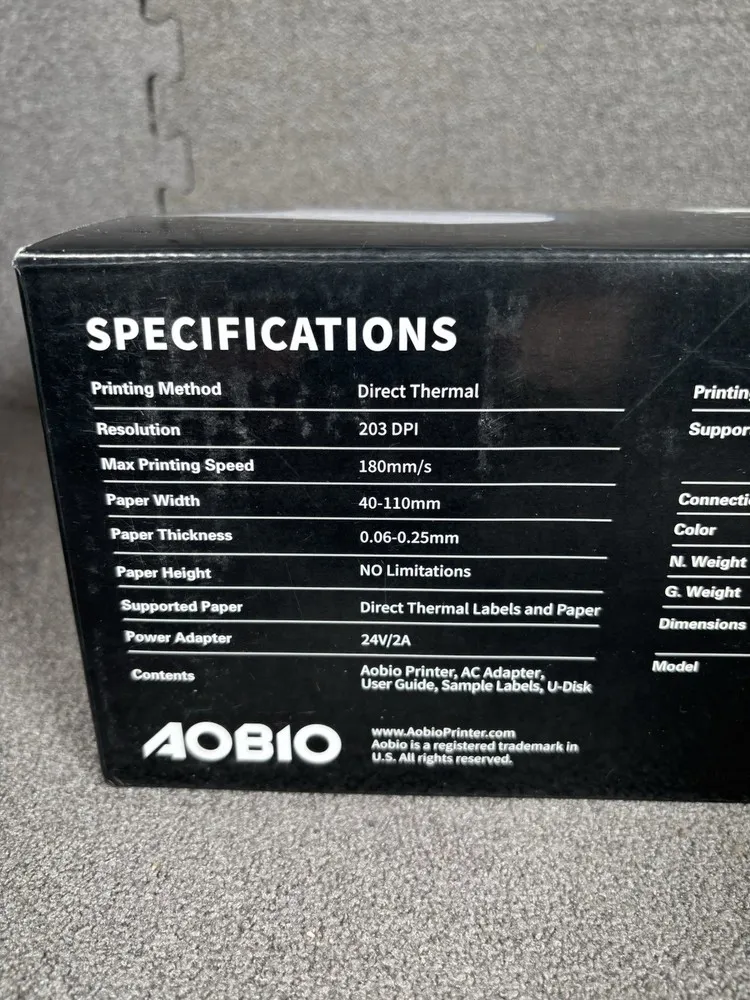 SPECIFICATIONS
Printing Method Direct Thermal
Resolution 203 DPI
Max Printing Speed 180mm/s
Paper Width 40-110mm
Paper Thickness 0.06-0.25mm
Paper Height NO Limitations
Supported Paper Direct Thermal Labels and Paper
Power Adapter 24V/2A
Contents Aobio Printer, AC Adapter,
User Guide, Sample Labels, U-Disk
AOBIO
www.AobioPrinter.com
Aobio is a registered trademark in
U.S. All rights reserved.
Printing
Suppor
Connecti
Color
N. Weight
G. Weight
Dimensions
Model